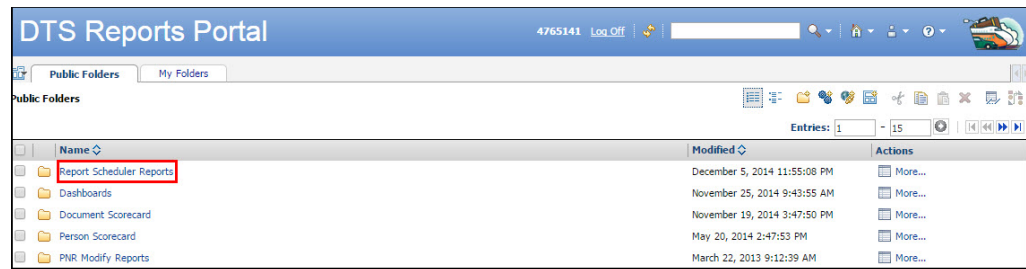 DTS Reports Portal
4765141 Log Off
Public Folders My Folders
Public Folders
Entries: 1 - 15
Name Modified Actions
Report Scheduler Reports December 5, 2014 11:55:08 PM More...
Dashboards November 25, 2014 9:43:55 AM More...
Document Scorecard November 19, 2014 3:47:50 PM More...
Person Scorecard May 20, 2014 2:47:53 PM More...
PNR Modify Reports March 22, 2013 9:12:39 AM More...